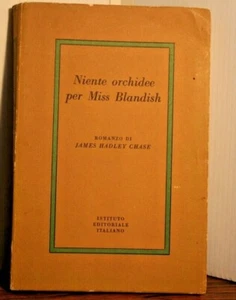 Niente orchidee
per Miss Blandish
ROMANZO DI
JAMES HADLEY CHASE
ISTITUTO
EDITORIALE
ITALIANO